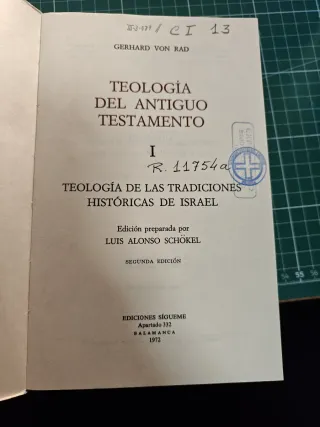 CI 13
GERHARD VON RAD
TEOLOGÌA
DEL ANTIGUO
TESTAMENTO
I
R. 11754a
TEOLOGÍA DE LAS TRADICIONES
HISTÓRICAS DE ISRAEL
Edición preparada por
LUIS ALONSO SCHÖKEL
SEGUNDA EDICIÓN
EDICIONES SÍGUEME
Apartado 332
SALAMANCA
1972